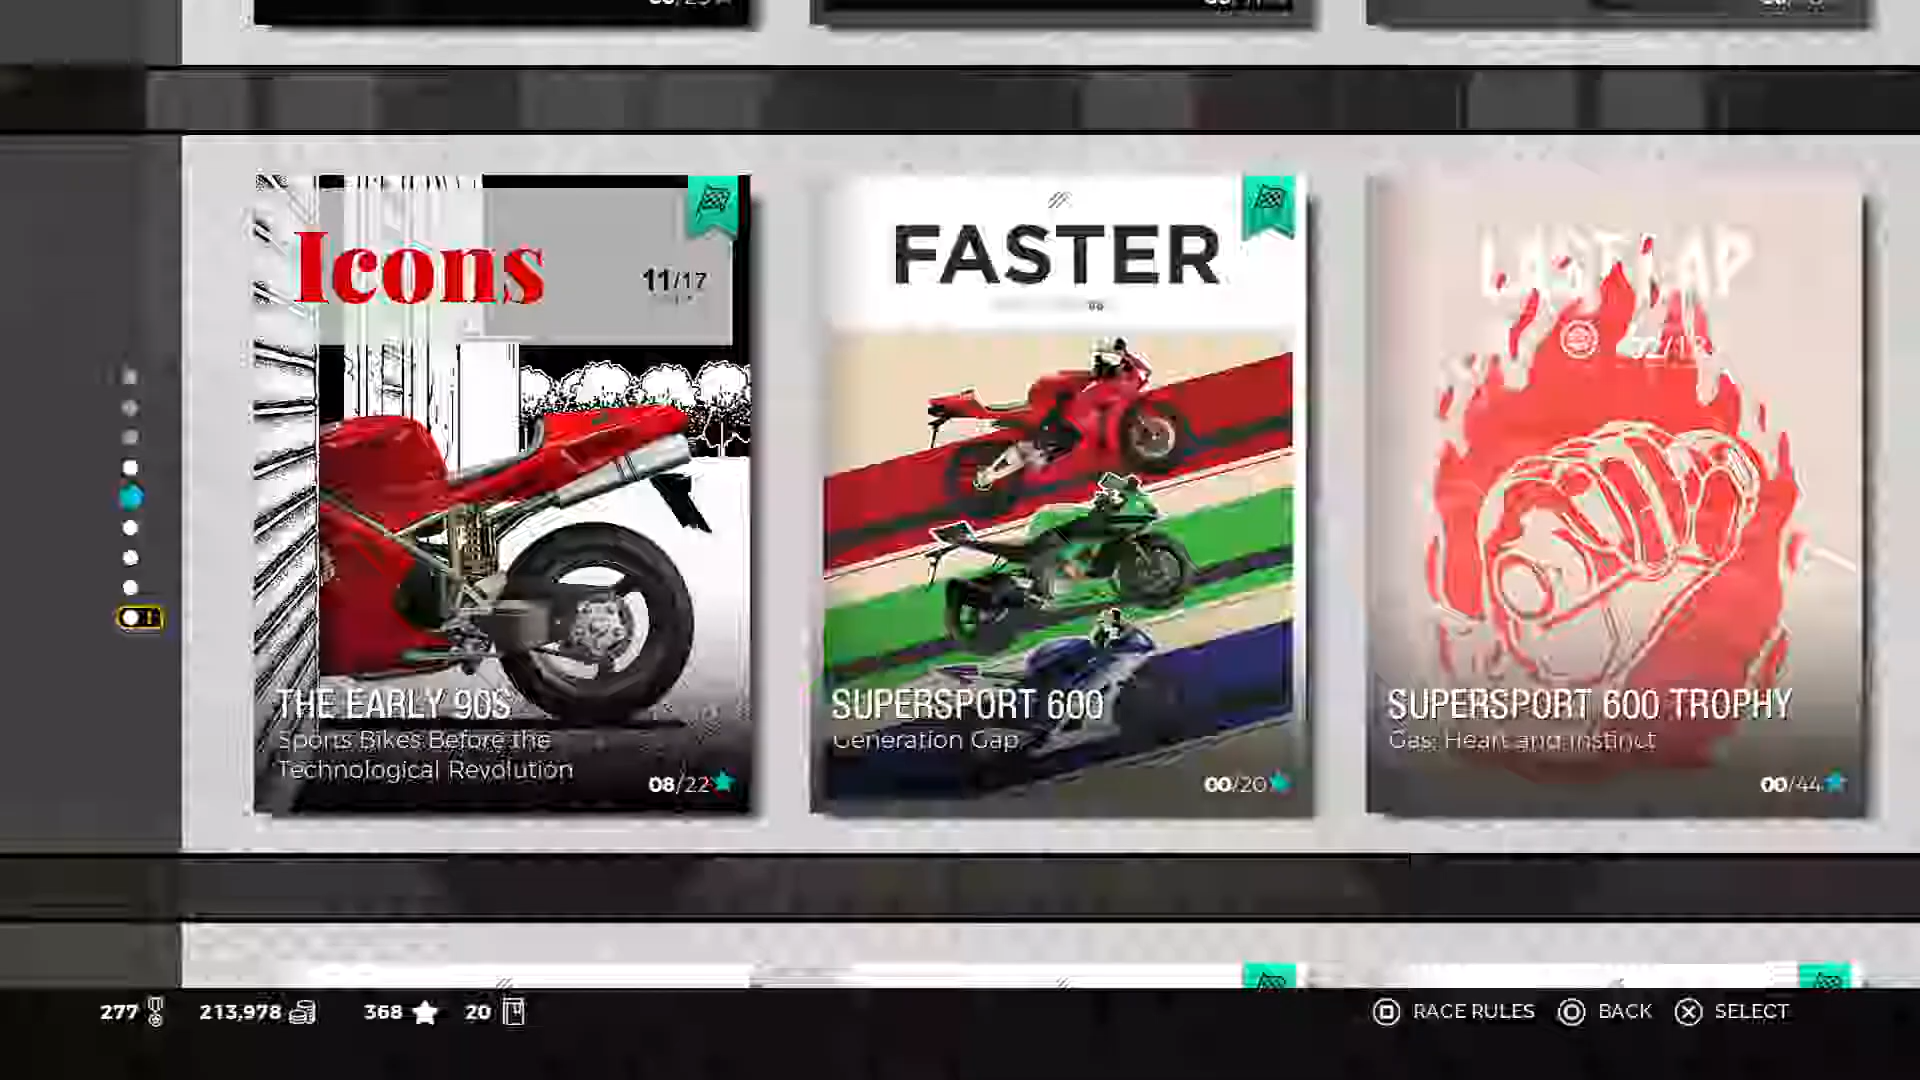 Icons
11/17
THE EARLY 90S
Sports Bikes Before the
Technological Revolution
08/22
FASTER
SUPERSPORT 600
Generation Gap
00/20
LAST LAP
SUPERSPORT 600 TROPHY
Gas, Heart and Instinct
00/44
277 213,978 368 20
RACE RULES BACK SELECT